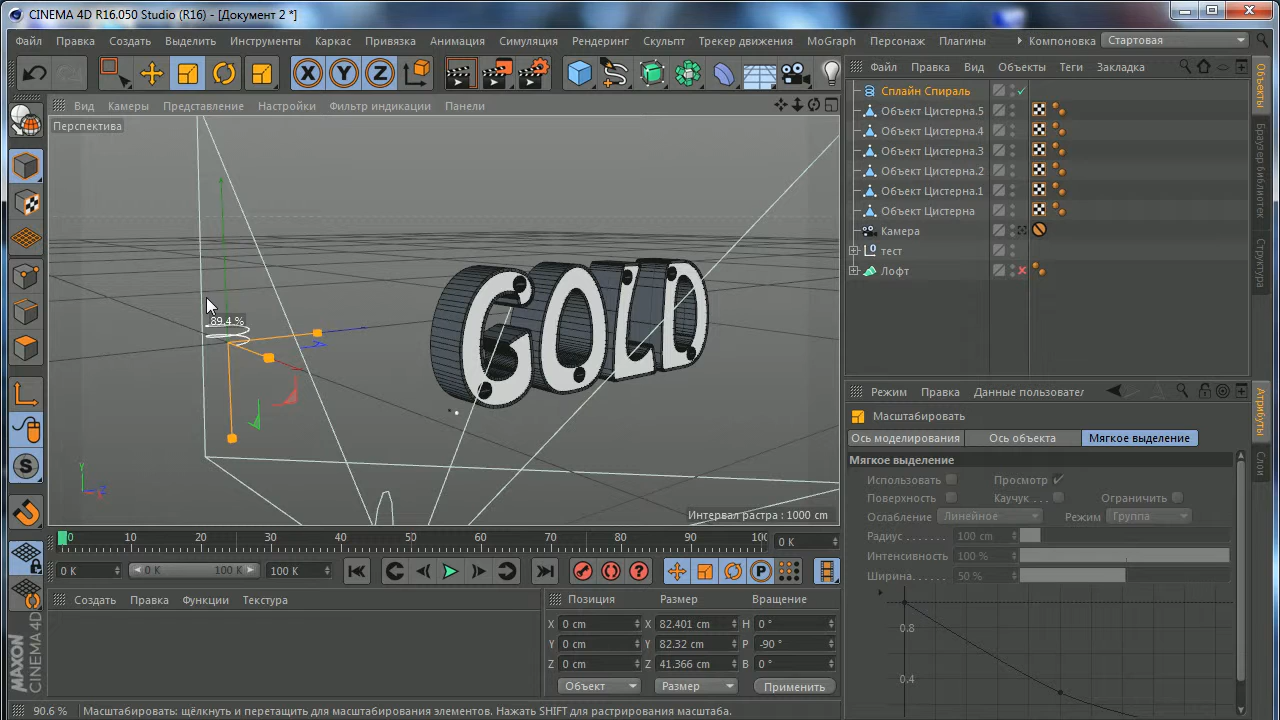 CINEMA 4D R16.050 Studio (R16) - [Документ 2 *]
Файл Правка Создать Выделить Инструменты Каркас Привязка Анимация Симуляция Рендеринг Скульпт Трекер движения MoGraph Персонаж Плагины Компоновка Стартовая
X Y Z
Файл Правка Вид Объекты Теги Закладка
Вид Камеры Представление Настройки Фильтр индикации Панели
Перспектива
Сплайн Спираль
Объект Цистерна.5
Объект Цистерна.4
Объект Цистерна.3
Объект Цистерна.2
Объект Цистерна.1
Объект Цистерна
Камера
тест
Лофт
Объекты
Браузер библиотек
Структура
GOLD
89.4 %
Y
Z
Интервал растра : 1000 cm
Режим Правка Данные пользовател
Масштабировать
Ось моделирования Ось объекта Мягкое выделение
Мягкое выделение
Использовать Просмотр
Поверхность Каучук . . . Ограничить
Ослабление Линейное Режим Группа
Радиус 100 cm
Интенсивность 100 %
Ширина. . . . . . 50 %
0.8
0.4
Атрибуты
Слои
0 10 20 30 40 50 60 70 80 90 100 0 K
0 K 0 K 100 K 100 K
P
S
Создать Правка Функции Текстура
Позиция Размер Вращение
X 0 cm X 82.401 cm H 0 °
Y 0 cm Y 82.32 cm P -90 °
Z 0 cm Z 41.366 cm B 0 °
Объект Размер Применить
MAXON
CINEMA 4D
90.6 % Масштабировать: щёлкнуть и перетащить для масштабирования элементов. Нажать SHIFT для растрирования масштаба.